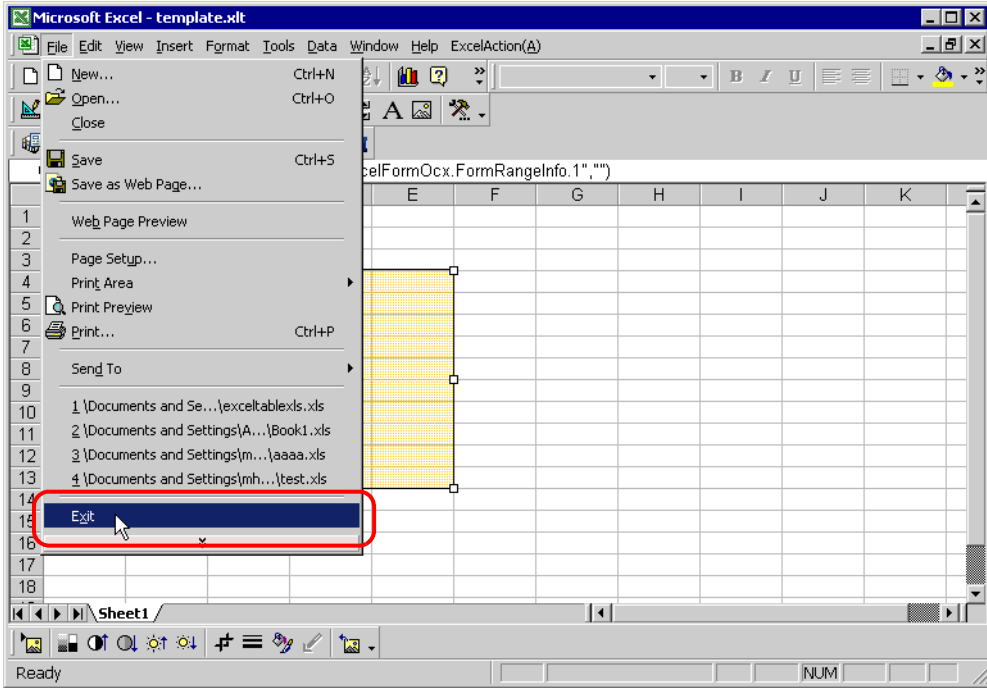 Microsoft Excel - template.xlt
File Edit View Insert Format Tools Data Window Help ExcelAction(A)
New... Ctrl+N
Open... Ctrl+O
Close
Save Ctrl+S
Save as Web Page...
Web Page Preview
Page Setup...
Print Area
Print Preview
Print... Ctrl+P
Send To
1 \Documents and Se...\exceltablexls.xls
2 \Documents and Settings\A...\Book1.xls
3 \Documents and Settings\m...\aaaa.xls
4 \Documents and Settings\mh...\test.xls
Exit
B I U
A
elFormOcx.FormRangeInfo.1","")
E F G H I J K
1
2
3
4
5
6
7
8
9
10
11
12
13
14
15
16
17
18
Sheet1
Ready NUM